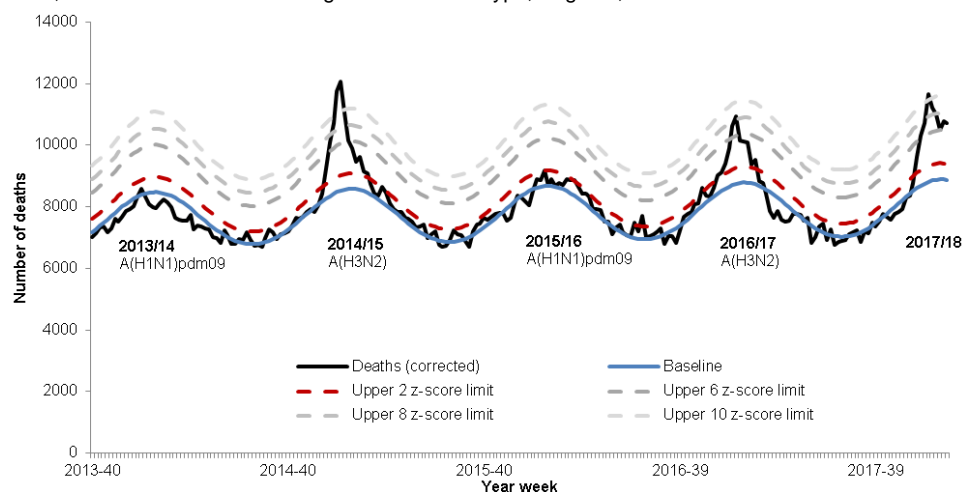 14000
12000
10000
8000
6000
4000
2000
0
Number of deaths
2013/14
A(H1N1)pdm09
2014/15
A(H3N2)
2015/16
A(H1N1)pdm09
2016/17
A(H3N2)
2017/18
Deaths (corrected)
Baseline
Upper 2 z-score limit
Upper 6 z-score limit
Upper 8 z-score limit
Upper 10 z-score limit
2013-40
2014-40
2015-40
2016-39
2017-39
Year week